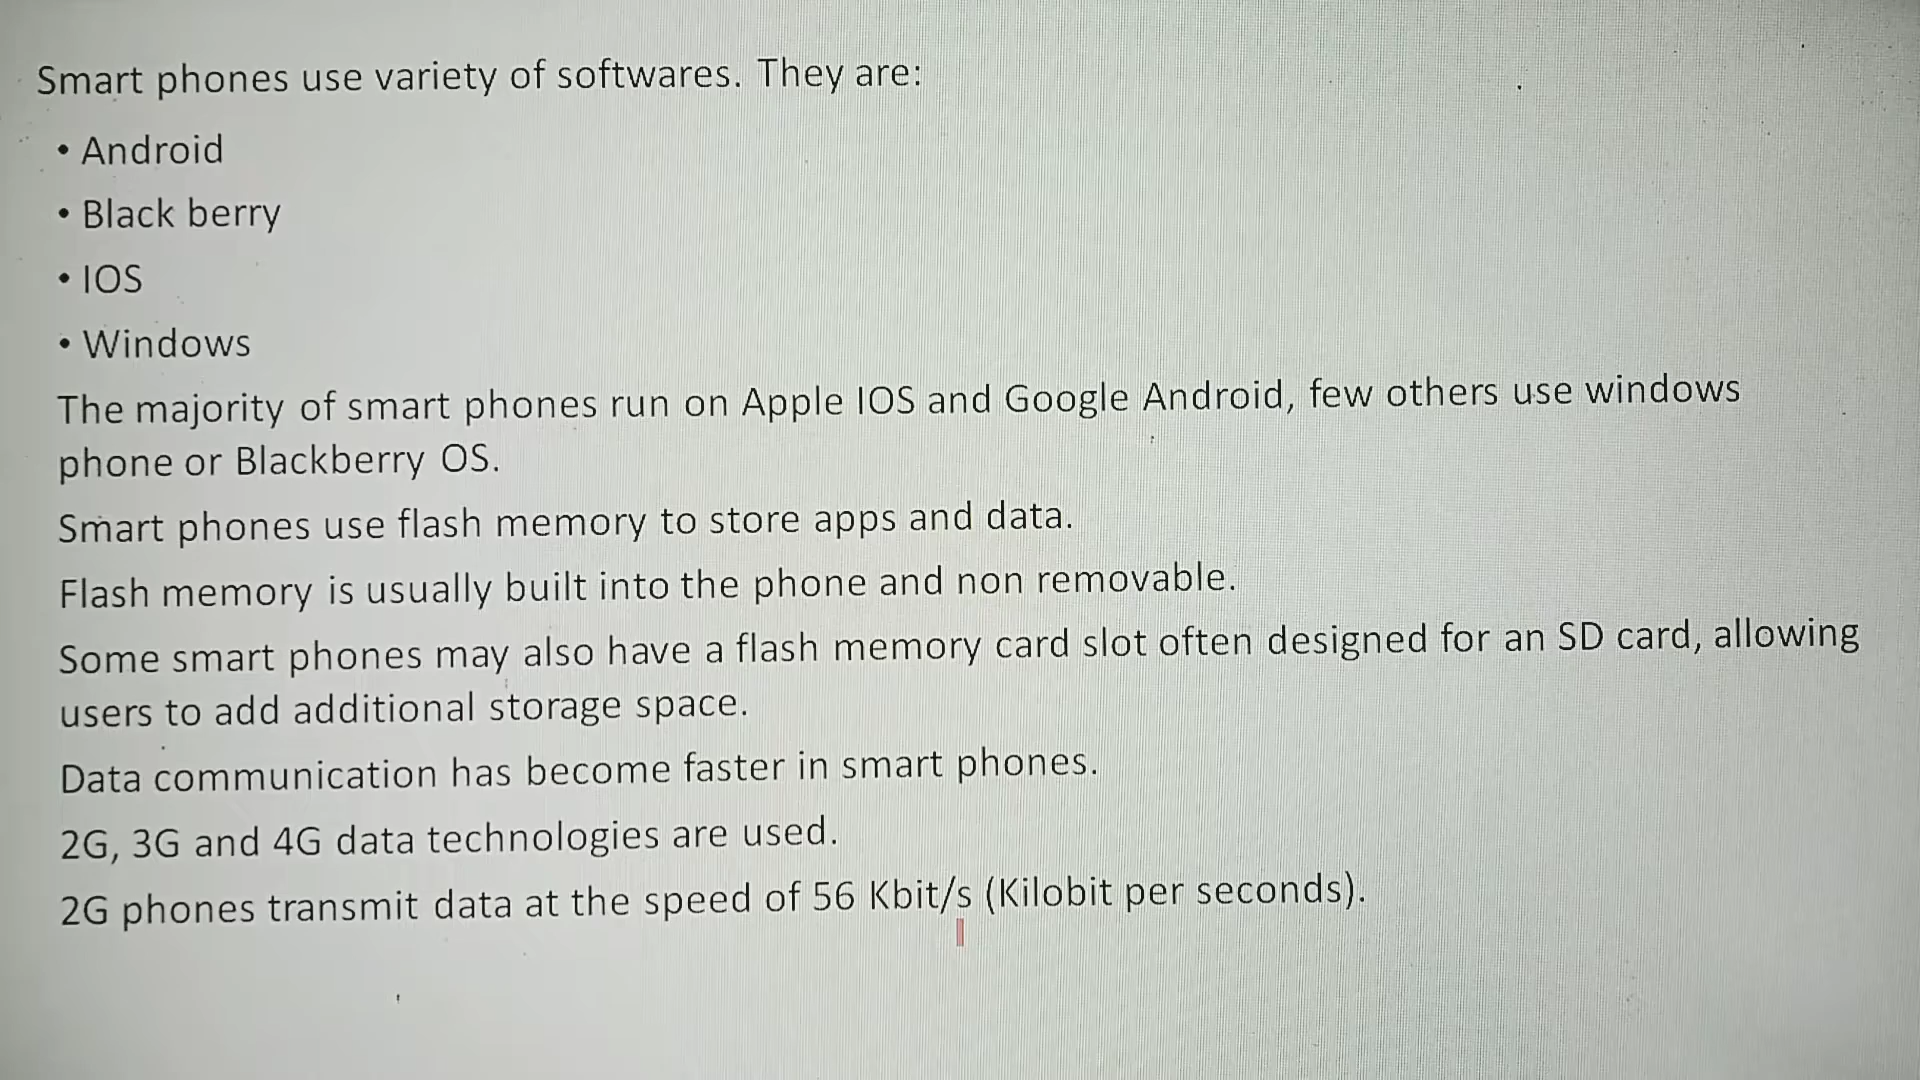 Smart phones use variety of softwares. They are:
• Android
• Black berry
• IOS
• Windows
The majority of smart phones run on Apple IOS and Google Android, few others use windows
phone or Blackberry OS.
Smart phones use flash memory to store apps and data.
Flash memory is usually built into the phone and non removable.
Some smart phones may also have a flash memory card slot often designed for an SD card, allowing
users to add additional storage space.
Data communication has become faster in smart phones.
2G, 3G and 4G data technologies are used.
2G phones transmit data at the speed of 56 Kbit/s (Kilobit per seconds).